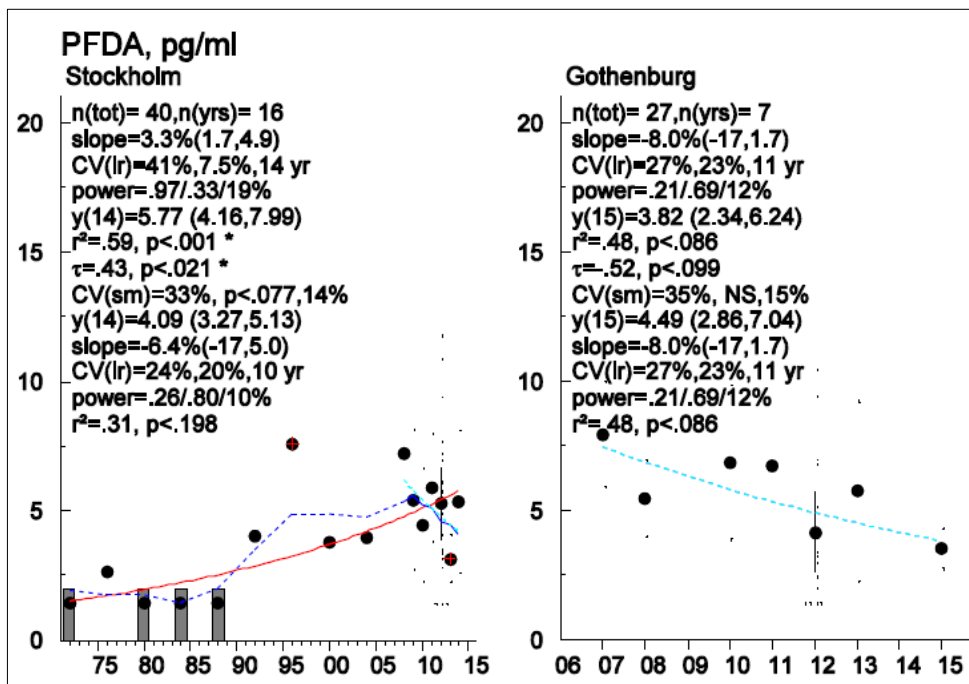 PFDA, pg/ml
Stockholm
n(tot)= 40,n(yrs)= 16
slope=3.3%(1.7,4.9)
CV(lr)=41%,7.5%,14 yr
power=.97/.33/19%
y(14)=5.77 (4.16,7.99)
r²=.59, p<.001 *
τ=.43, p<.021 *
CV(sm)=33%, p<.077,14%
y(14)=4.09 (3.27,5.13)
slope=-6.4%(-17,5.0)
CV(lr)=24%,20%,10 yr
power=.26/.80/10%
r²=.31, p<.198
20
15
10
5
0
75 80 85 90 95 00 05 10 15
Gothenburg
n(tot)= 27,n(yrs)= 7
slope=-8.0%(-17,1.7)
CV(lr)=27%,23%,11 yr
power=.21/.69/12%
y(15)=3.82 (2.34,6.24)
r²=.48, p<.086
τ=-.52, p<.099
CV(sm)=35%, NS,15%
y(15)=4.49 (2.86,7.04)
slope=-8.0%(-17,1.7)
CV(lr)=27%,23%,11 yr
power=.21/.69/12%
r²=.48, p<.086
20
15
10
5
0
06 07 08 09 10 11 12 13 14 15